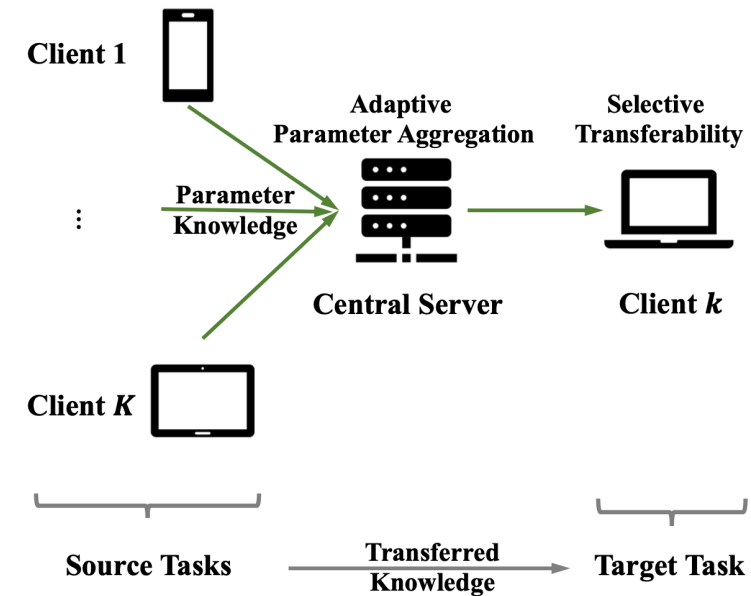 Client 1
Adaptive
Parameter Aggregation
Selective
Transferability
Parameter
Knowledge
⋮
Central Server
Client k
Client K
Source Tasks
Transferred
Knowledge
Target Task